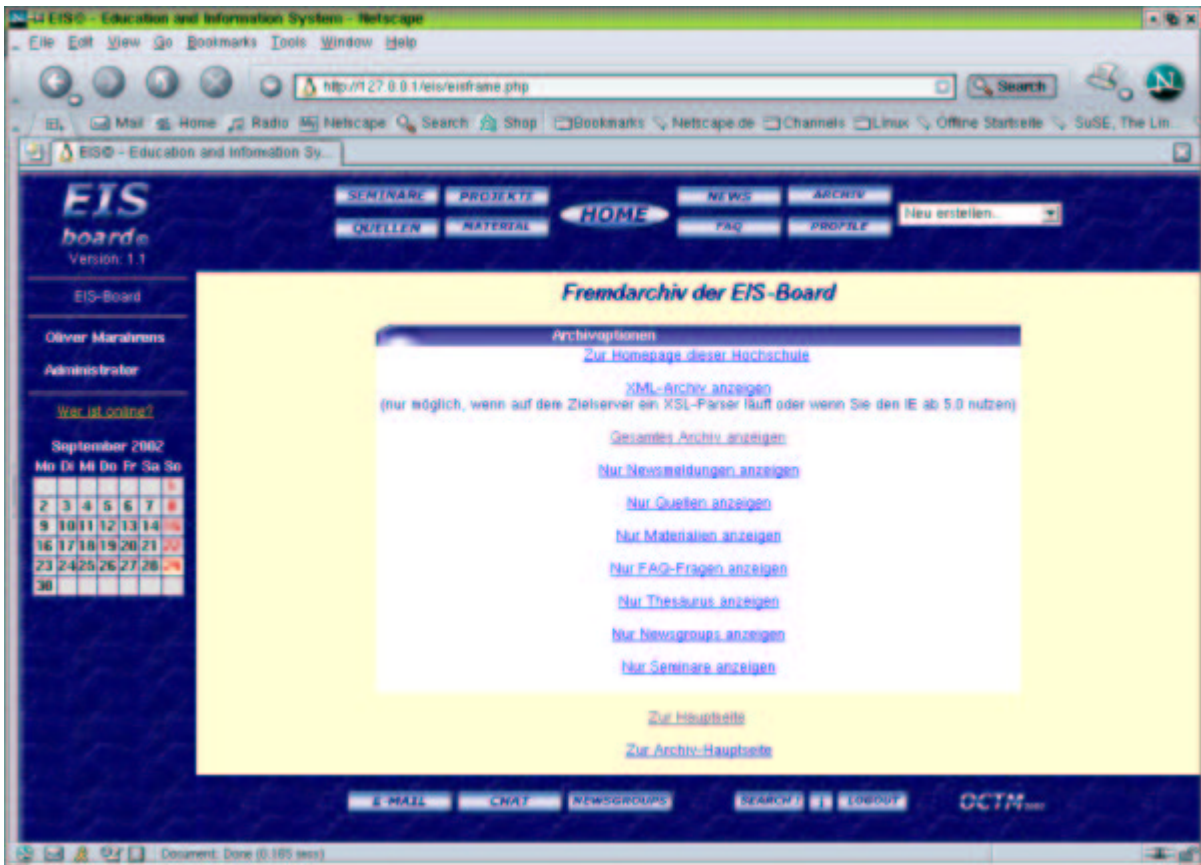 EIS© - Education and Information System - Netscape
File Edit View Go Bookmarks Tools Window Help
http://127.0.0.1/eis/eisframe.php
Search
Mail Home Radio Netscape Search Shop Bookmarks Netscape.de Channels Linux Offline Startseite SuSE, The Lin...
EIS© - Education and Information Sy...
EIS
board
Version: 1.1
SEMINARE PROJEKTE HOME NEWS ARCHIV
QUELLEN MATERIAL FAQ PROFILE
Neu erstellen...
EIS-Board
Oliver Marahrens
Administrator
Wer ist online?
September 2002
Mo Di Mi Do Fr Sa So
1
2 3 4 5 6 7 8
9 10 11 12 13 14 15
16 17 18 19 20 21 22
23 24 25 26 27 28 29
30
Fremdarchiv der EIS-Board
Archivoptionen
Zur Homepage dieser Hochschule
XML-Archiv anzeigen
(nur möglich, wenn auf dem Zielserver ein XSL-Parser läuft oder wenn Sie den IE ab 5.0 nutzen)
Gesamtes Archiv anzeigen
Nur Newsmeldungen anzeigen
Nur Quellen anzeigen
Nur Materialien anzeigen
Nur FAQ-Fragen anzeigen
Nur Thesaurus anzeigen
Nur Newsgroups anzeigen
Nur Seminare anzeigen
Zur Hauptseite
Zur Archiv-Hauptseite
E-MAIL CHAT NEWSGROUPS SEARCH ! i LOGOUT OCTM
Document: Done (0.165 secs)